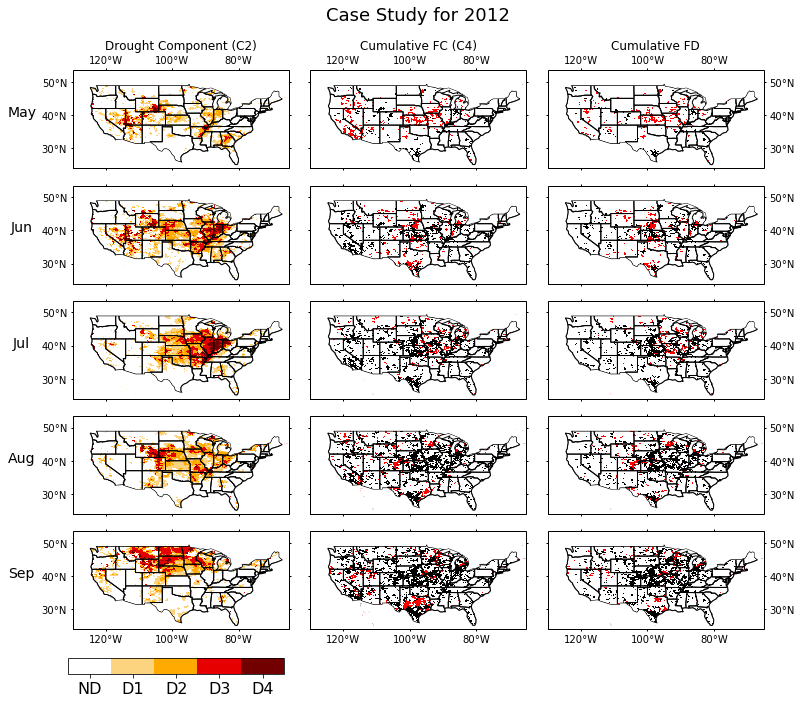 Case Study for 2012
Drought Component (C2) Cumulative FC (C4) Cumulative FD
120°W 100°W 80°W 120°W 100°W 80°W 120°W 100°W 80°W
50°N 50°N
May 40°N 40°N
30°N 30°N
50°N 50°N
Jun 40°N 40°N
30°N 30°N
50°N 50°N
Jul 40°N 40°N
30°N 30°N
50°N 50°N
Aug 40°N 40°N
30°N 30°N
50°N 50°N
Sep 40°N 40°N
30°N 30°N
120°W 100°W 80°W 120°W 100°W 80°W 120°W 100°W 80°W
ND D1 D2 D3 D4